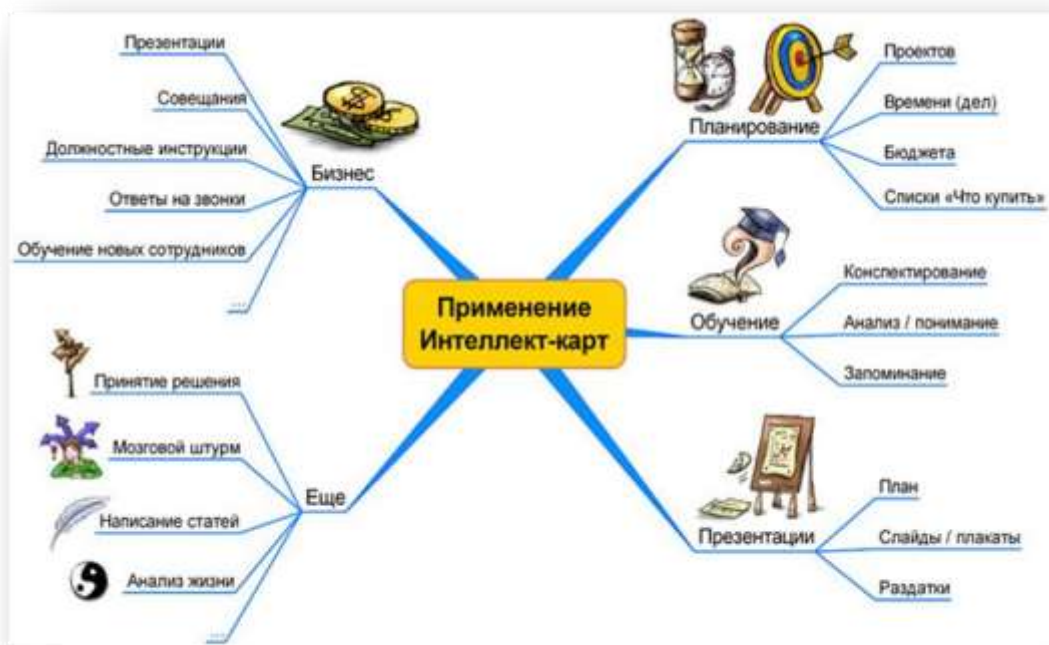 Применение
Интеллект-карт
Планирование
Проектов
Времени (дел)
Бюджета
Списки «Что купить»
Обучение
Конспектирование
Анализ / понимание
Запоминание
Презентации
План
Слайды / плакаты
Раздатки
Бизнес
Презентации
Совещания
Должностные инструкции
Ответы на звонки
Обучение новых сотрудников
...
Еще
Принятие решения
Мозговой штурм
Написание статей
Анализ жизни
...